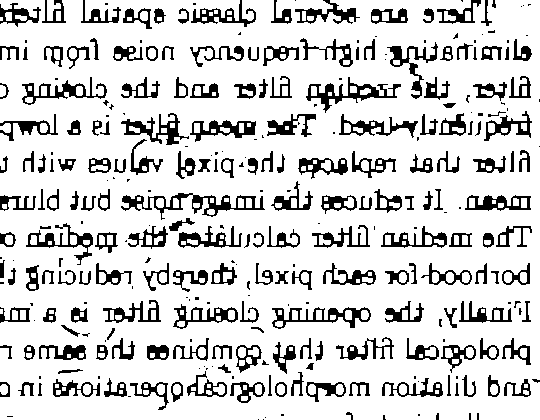 There are several classic spatial filters
eliminating high frequency noise from im
filter, the median filter and the closing o
frequently used. The mean filter is a lowp
filter that replaces the pixel values with t
mean. It reduces the image noise but blurs
The median filter calculates the median o
borhood for each pixel, thereby reducing t
Finally, the opening closing filter is a ma
phological filter that combines the same r
and dilation morphological operations in o